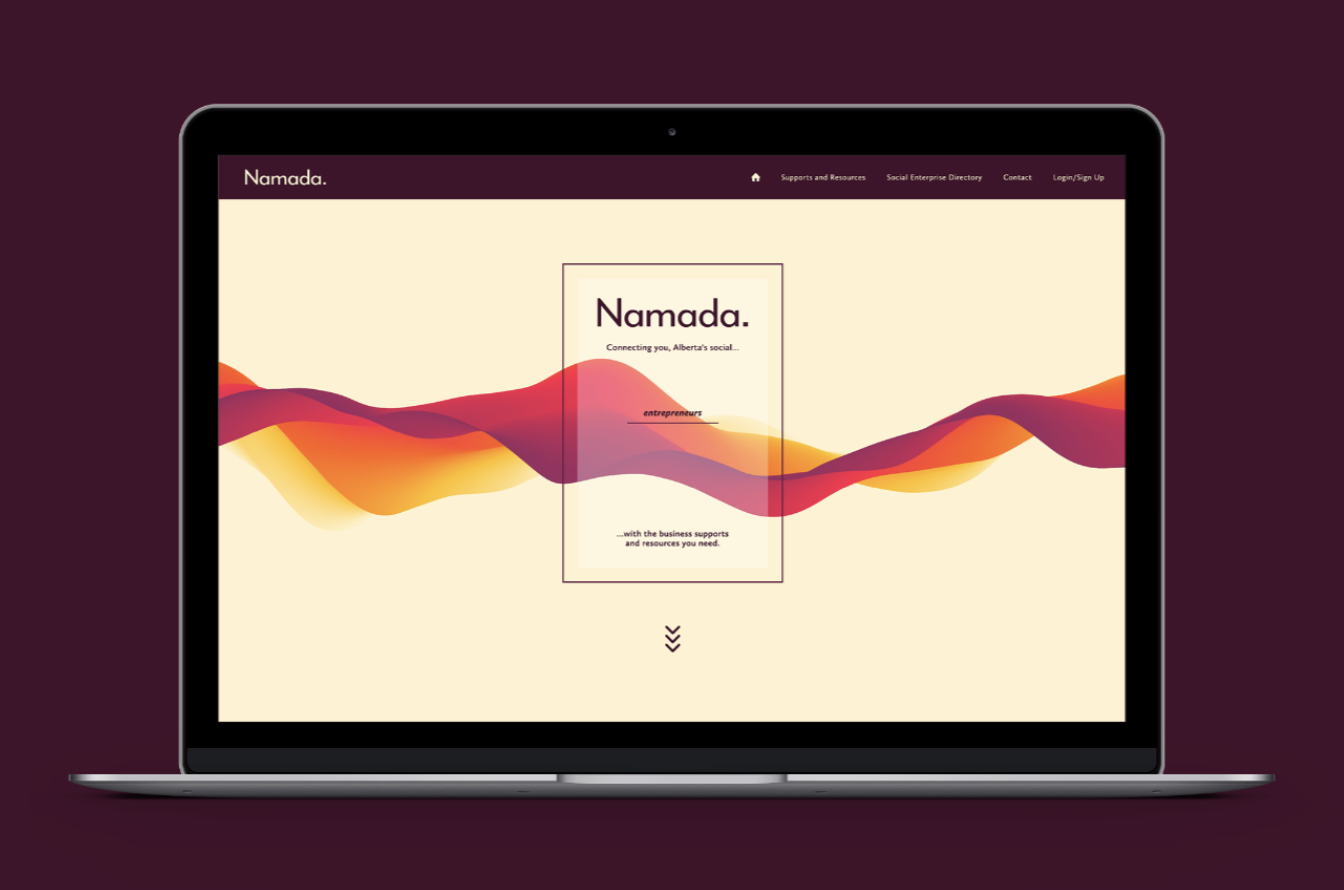 Namada.
Supports and Resources
Social Enterprise Directory
Contact
Login/Sign Up
Namada.
Connecting you, Alberta's social...
entrepreneurs
...with the business supports
and resources you need.